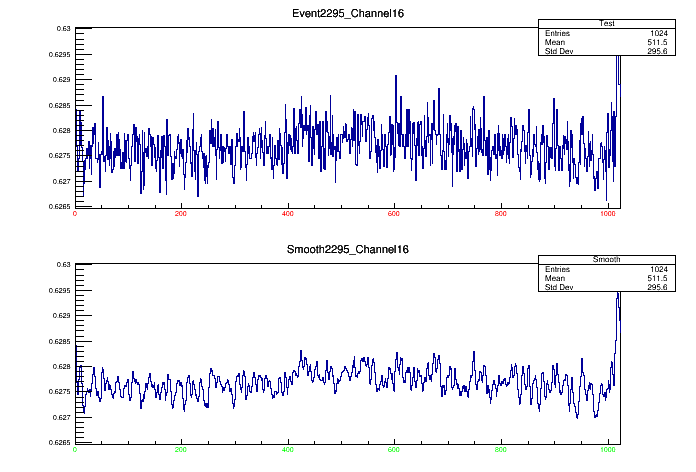 Event2295_Channel16
Test
Entries 1024
Mean 511.5
Std Dev 295.6
0.63
0.6295
0.629
0.6285
0.628
0.6275
0.627
0.6265
0 200 400 600 800 1000
Smooth2295_Channel16
Smooth
Entries 1024
Mean 511.5
Std Dev 295.6
0.63
0.6295
0.629
0.6285
0.628
0.6275
0.627
0.6265
0 200 400 600 800 1000